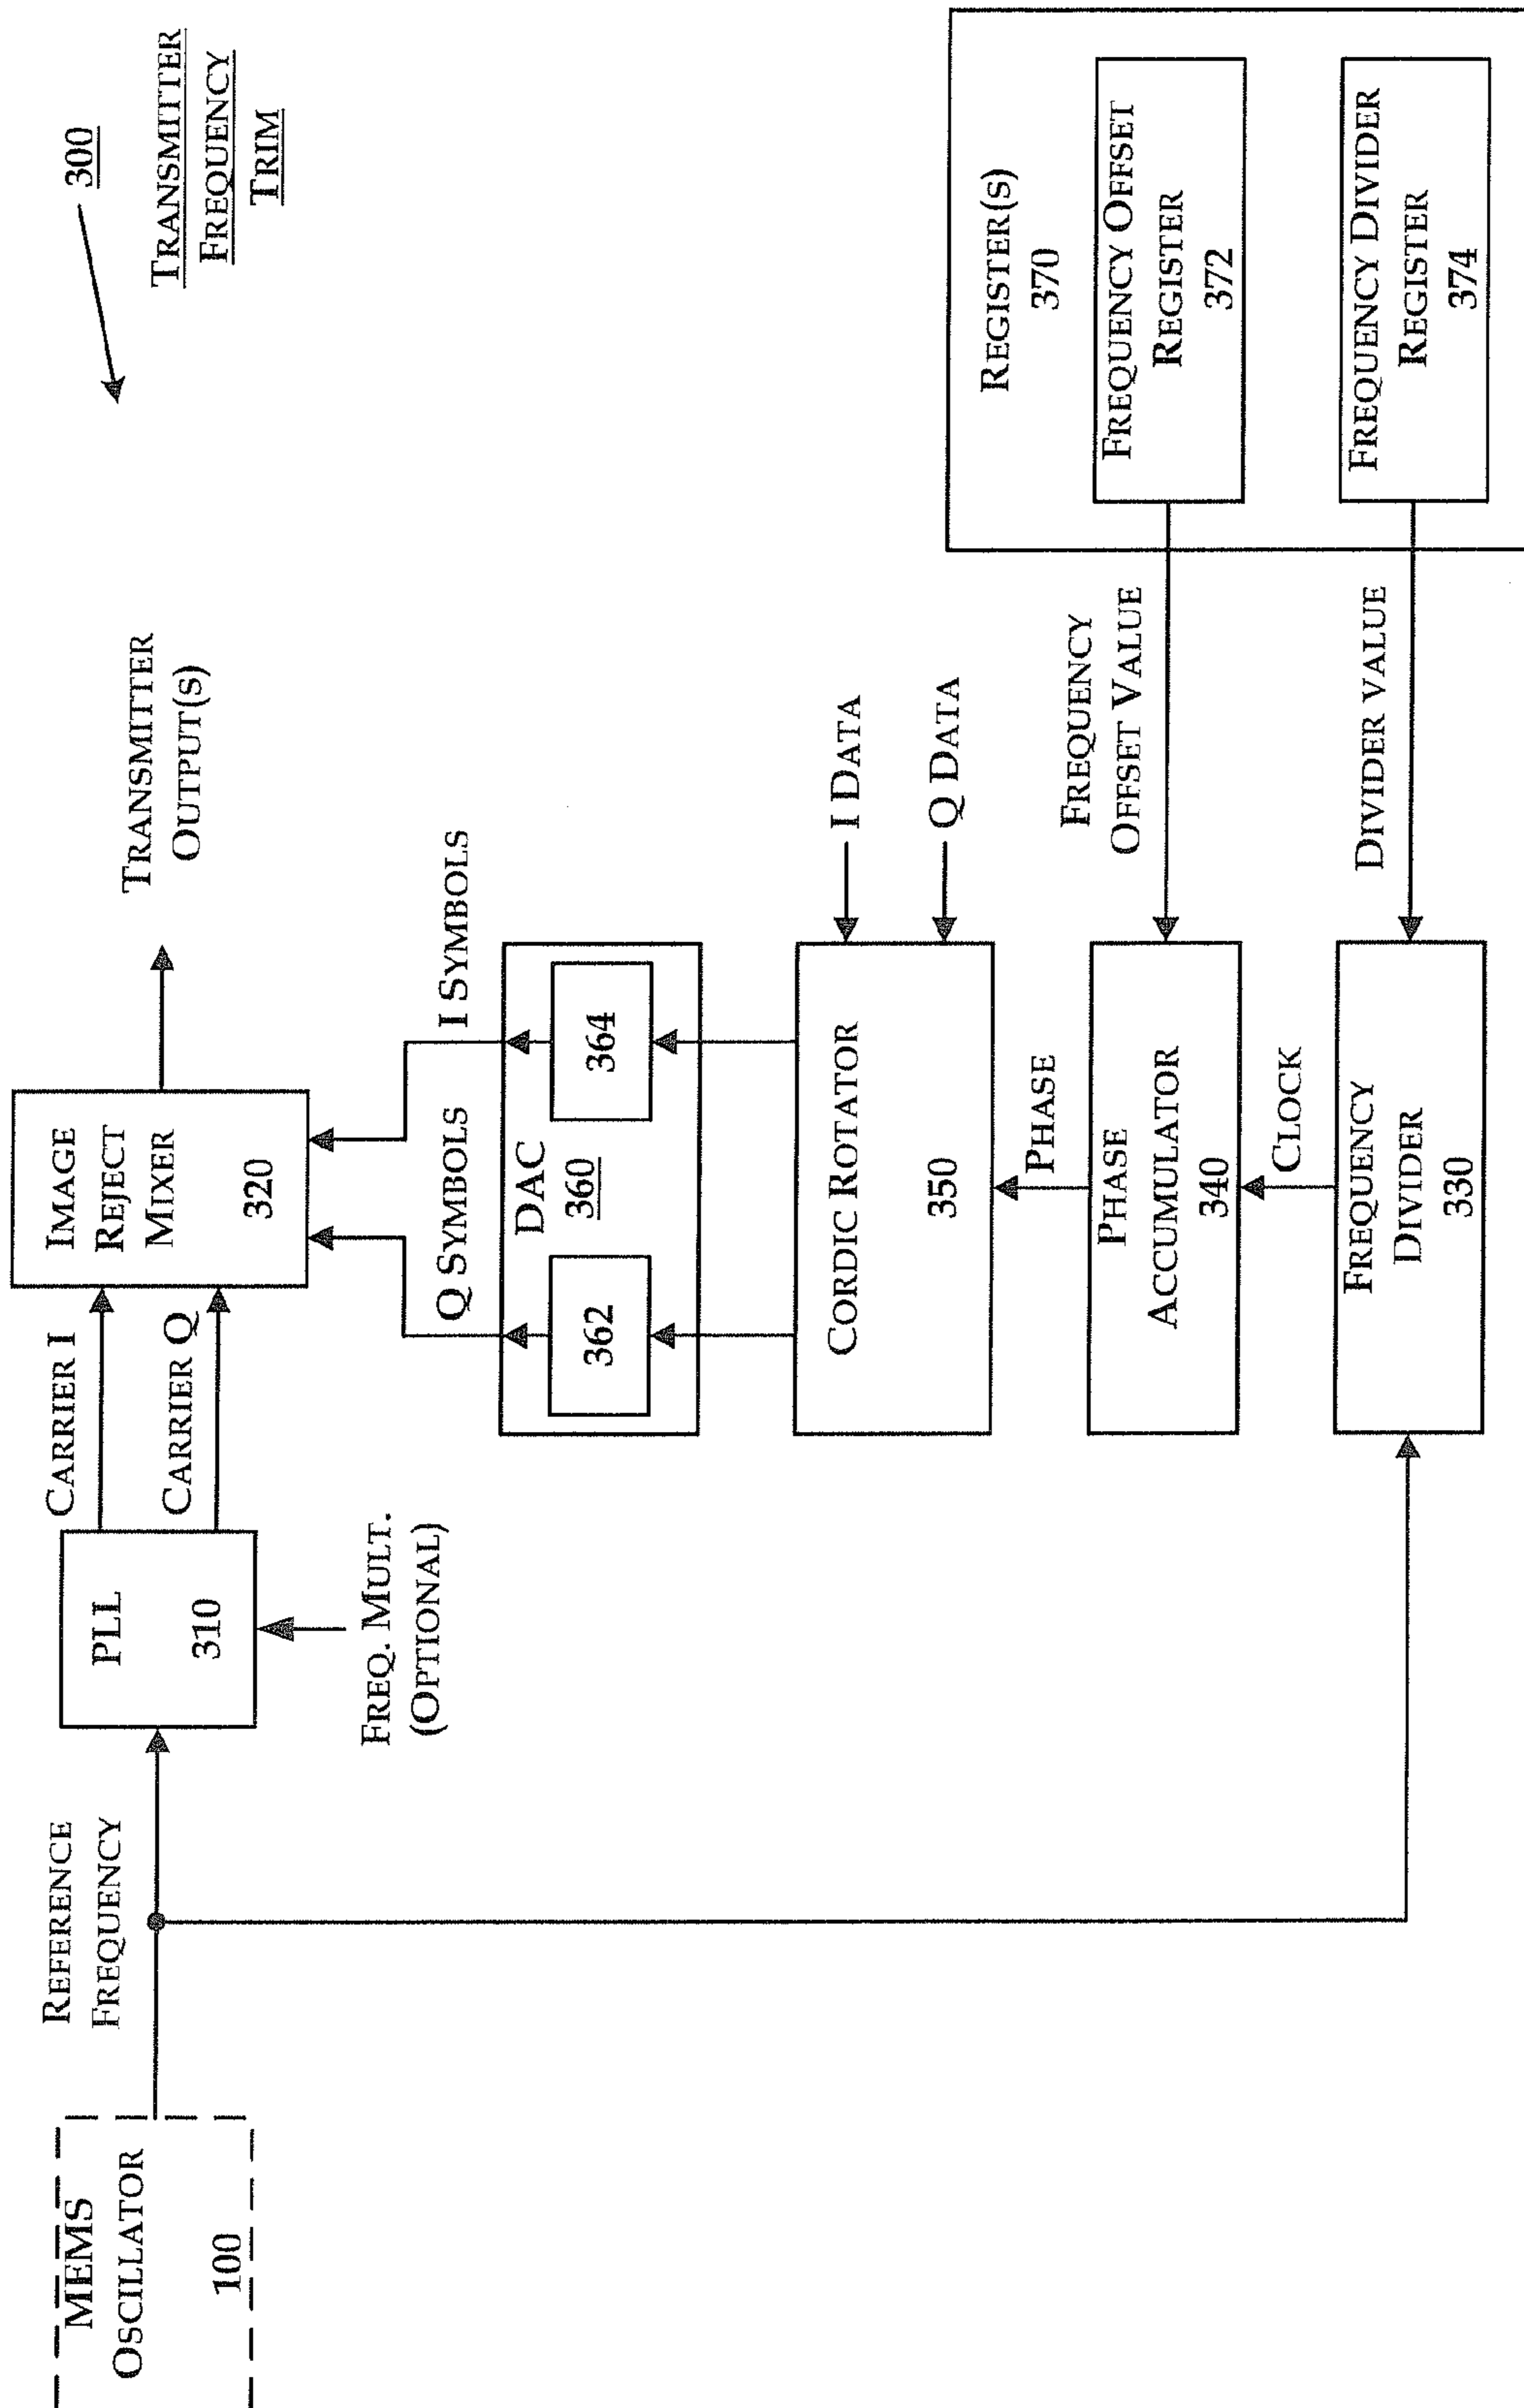 300
TRANSMITTER
FREQUENCY
TRIM
MEMS
OSCILLATOR
100
REFERENCE
FREQUENCY
PLL
310
FREQ. MULT.
(OPTIONAL)
CARRIER I
CARRIER Q
IMAGE
REJECT
MIXER
320
TRANSMITTER
OUTPUT(S)
Q SYMBOLS
I SYMBOLS
DAC
360
362
364
CORDIC ROTATOR
350
I DATA
Q DATA
PHASE
PHASE
ACCUMULATOR
340
FREQUENCY
OFFSET VALUE
CLOCK
FREQUENCY
DIVIDER
330
DIVIDER VALUE
REGISTER(S)
370
FREQUENCY OFFSET
REGISTER
372
FREQUENCY DIVIDER
REGISTER
374